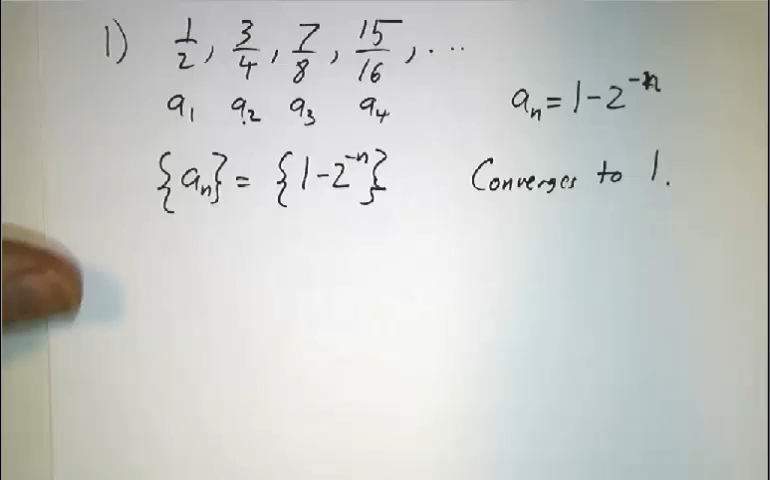 1) 1/2, 3/4, 7/8, 15/16, ...
a₁ a₂ a₃ a₄
aₙ = 1 - 2⁻ⁿ
{aₙ} = {1 - 2⁻ⁿ} Converges to 1.